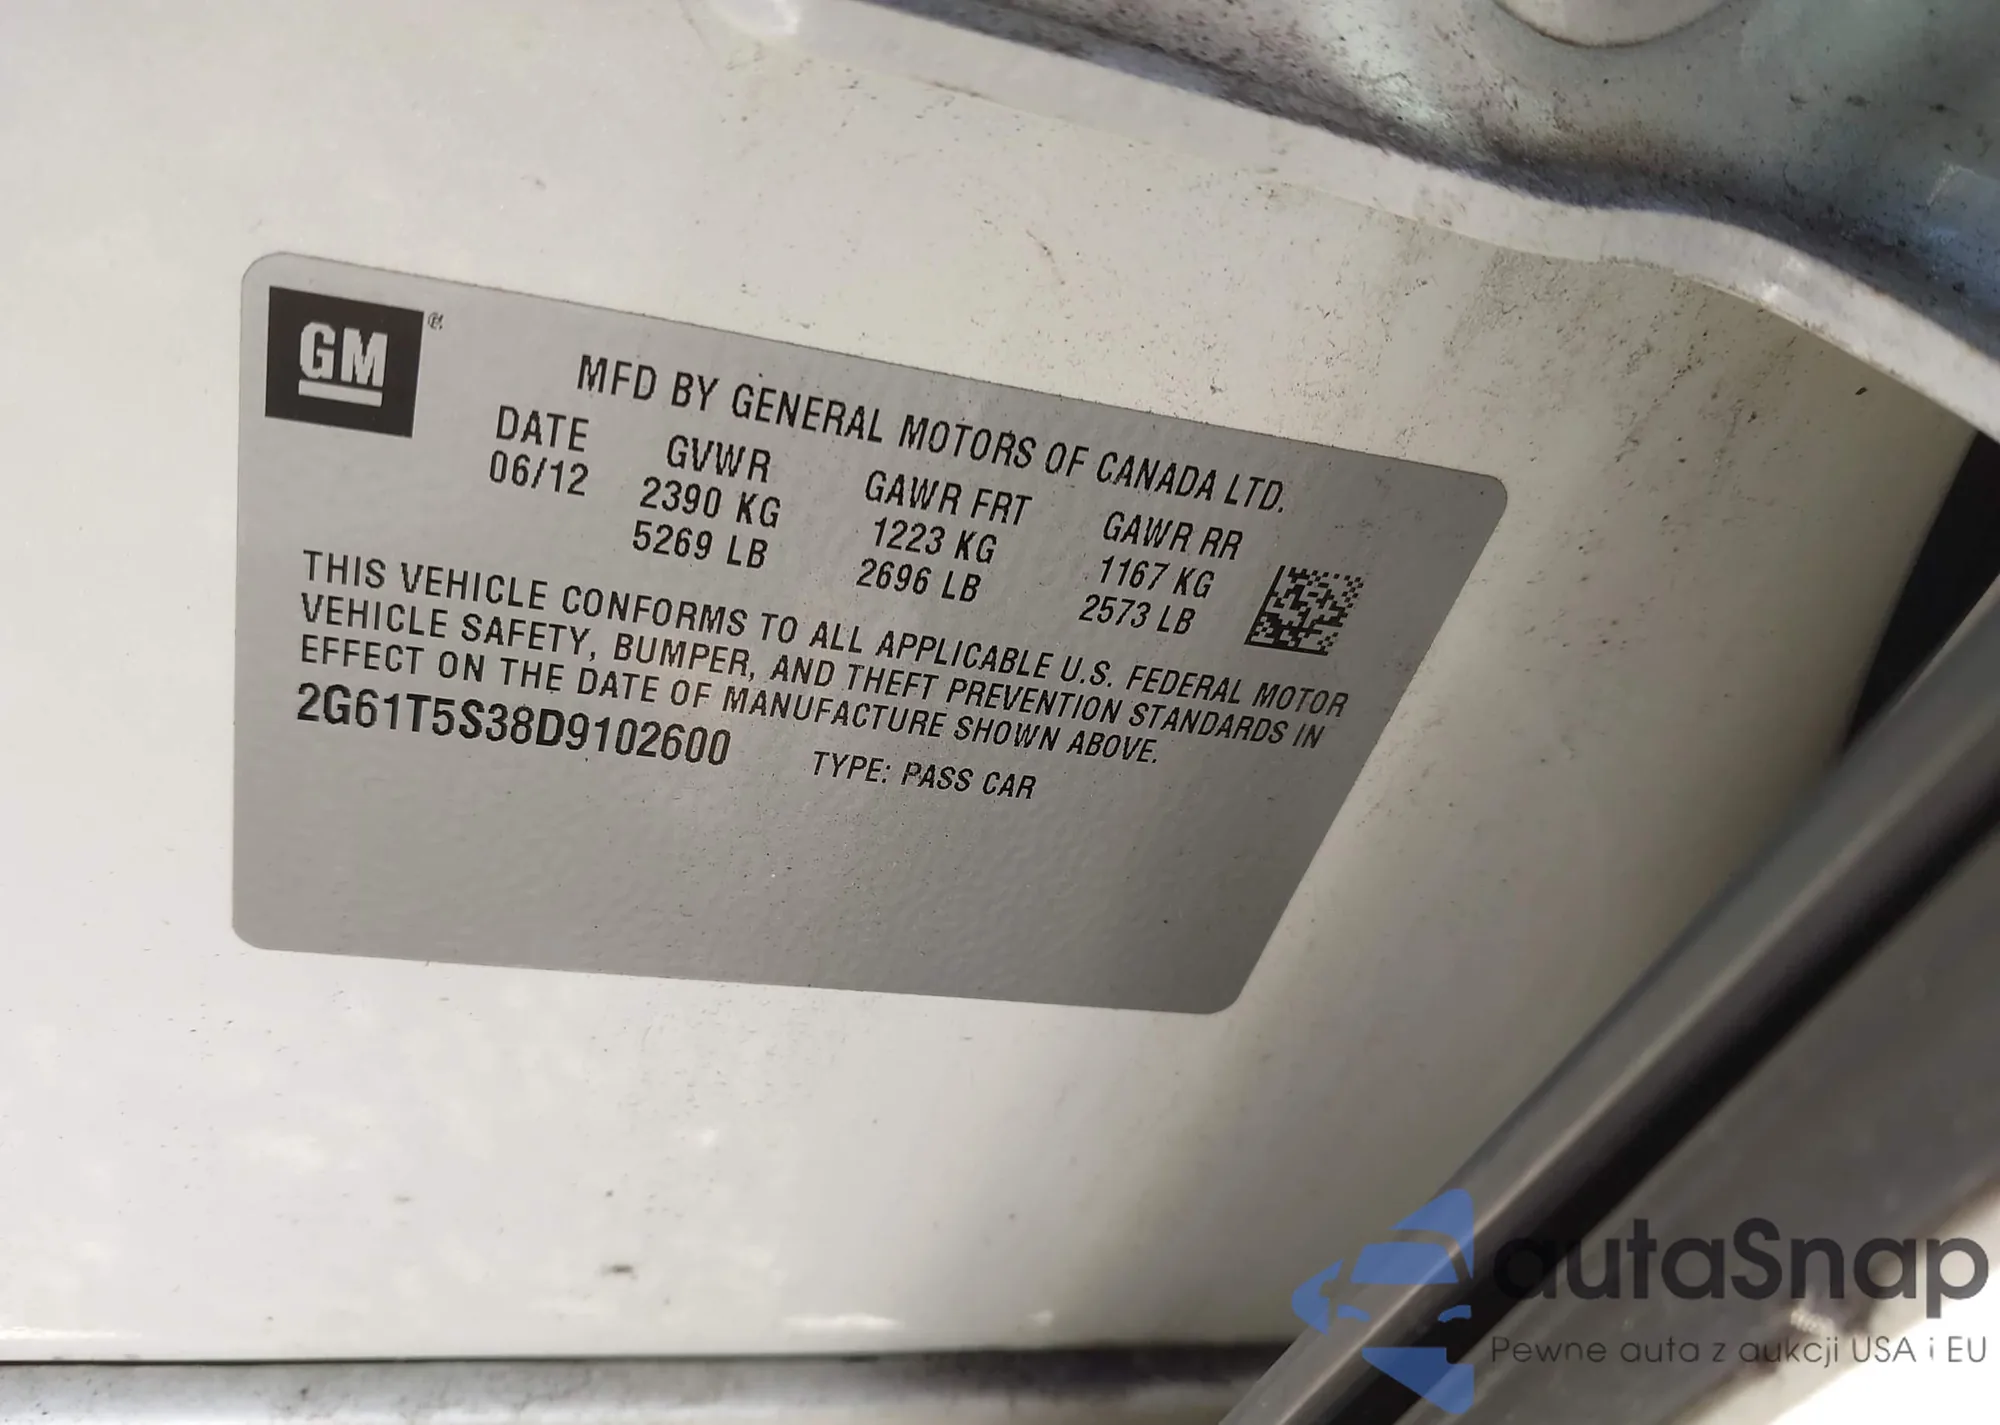 GM
MFD BY GENERAL MOTORS OF CANADA LTD.
DATE GVWR GAWR FRT GAWR RR
06/12 2390 KG 1223 KG 1167 KG
5269 LB 2696 LB 2573 LB
THIS VEHICLE CONFORMS TO ALL APPLICABLE U.S. FEDERAL MOTOR
VEHICLE SAFETY, BUMPER, AND THEFT PREVENTION STANDARDS IN
EFFECT ON THE DATE OF MANUFACTURE SHOWN ABOVE.
2G61T5S38D9102600 TYPE: PASS CAR
autaSnap
Pewne auta z aukcji USA i EU